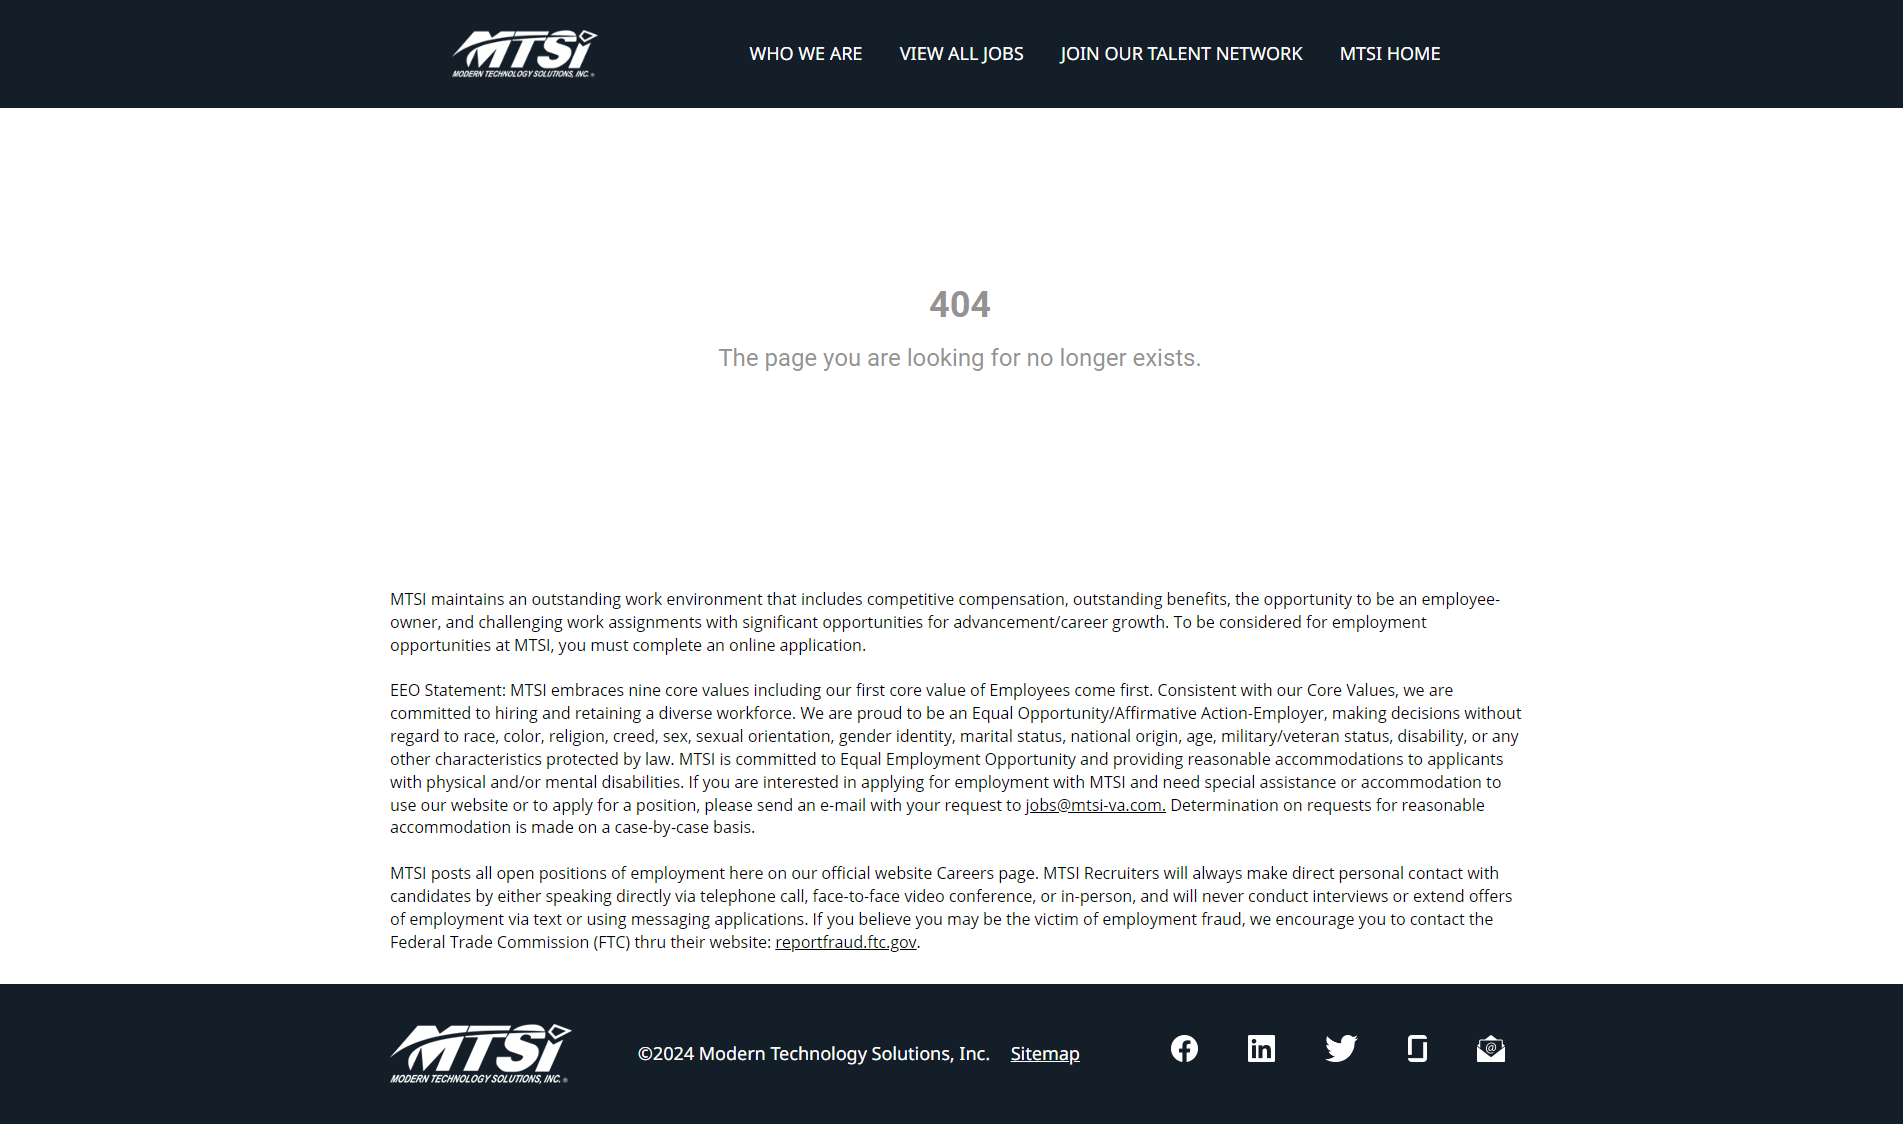 MTSi
MODERN TECHNOLOGY SOLUTIONS, INC.®
WHO WE ARE
VIEW ALL JOBS
JOIN OUR TALENT NETWORK
MTSI HOME
404
The page you are looking for no longer exists.
MTSI maintains an outstanding work environment that includes competitive compensation, outstanding benefits, the opportunity to be an employee-
owner, and challenging work assignments with significant opportunities for advancement/career growth. To be considered for employment
opportunities at MTSI, you must complete an online application.
EEO Statement: MTSI embraces nine core values including our first core value of Employees come first. Consistent with our Core Values, we are
committed to hiring and retaining a diverse workforce. We are proud to be an Equal Opportunity/Affirmative Action-Employer, making decisions without
regard to race, color, religion, creed, sex, sexual orientation, gender identity, marital status, national origin, age, military/veteran status, disability, or any
other characteristics protected by law. MTSI is committed to Equal Employment Opportunity and providing reasonable accommodations to applicants
with physical and/or mental disabilities. If you are interested in applying for employment with MTSI and need special assistance or accommodation to
use our website or to apply for a position, please send an e-mail with your request to jobs@mtsi-va.com. Determination on requests for reasonable
accommodation is made on a case-by-case basis.
MTSI posts all open positions of employment here on our official website Careers page. MTSI Recruiters will always make direct personal contact with
candidates by either speaking directly via telephone call, face-to-face video conference, or in-person, and will never conduct interviews or extend offers
of employment via text or using messaging applications. If you believe you may be the victim of employment fraud, we encourage you to contact the
Federal Trade Commission (FTC) thru their website: reportfraud.ftc.gov.
MTSi
MODERN TECHNOLOGY SOLUTIONS, INC.®
©2024 Modern Technology Solutions, Inc.
Sitemap